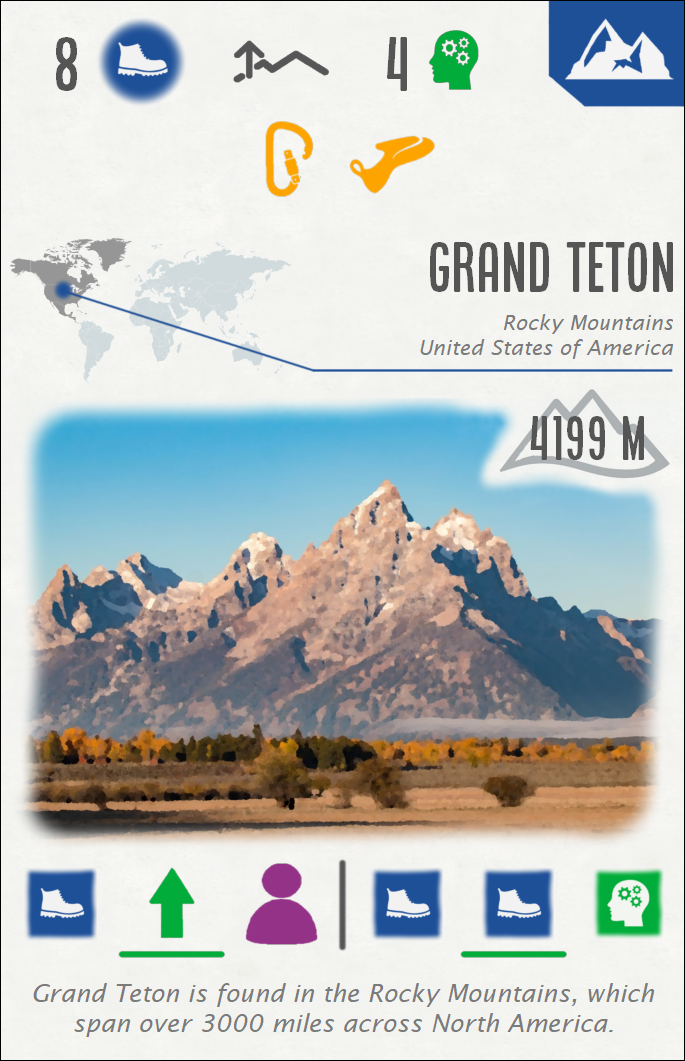 8
4
GRAND TETON
Rocky Mountains
United States of America
4199 M
Grand Teton is found in the Rocky Mountains, which
span over 3000 miles across North America.